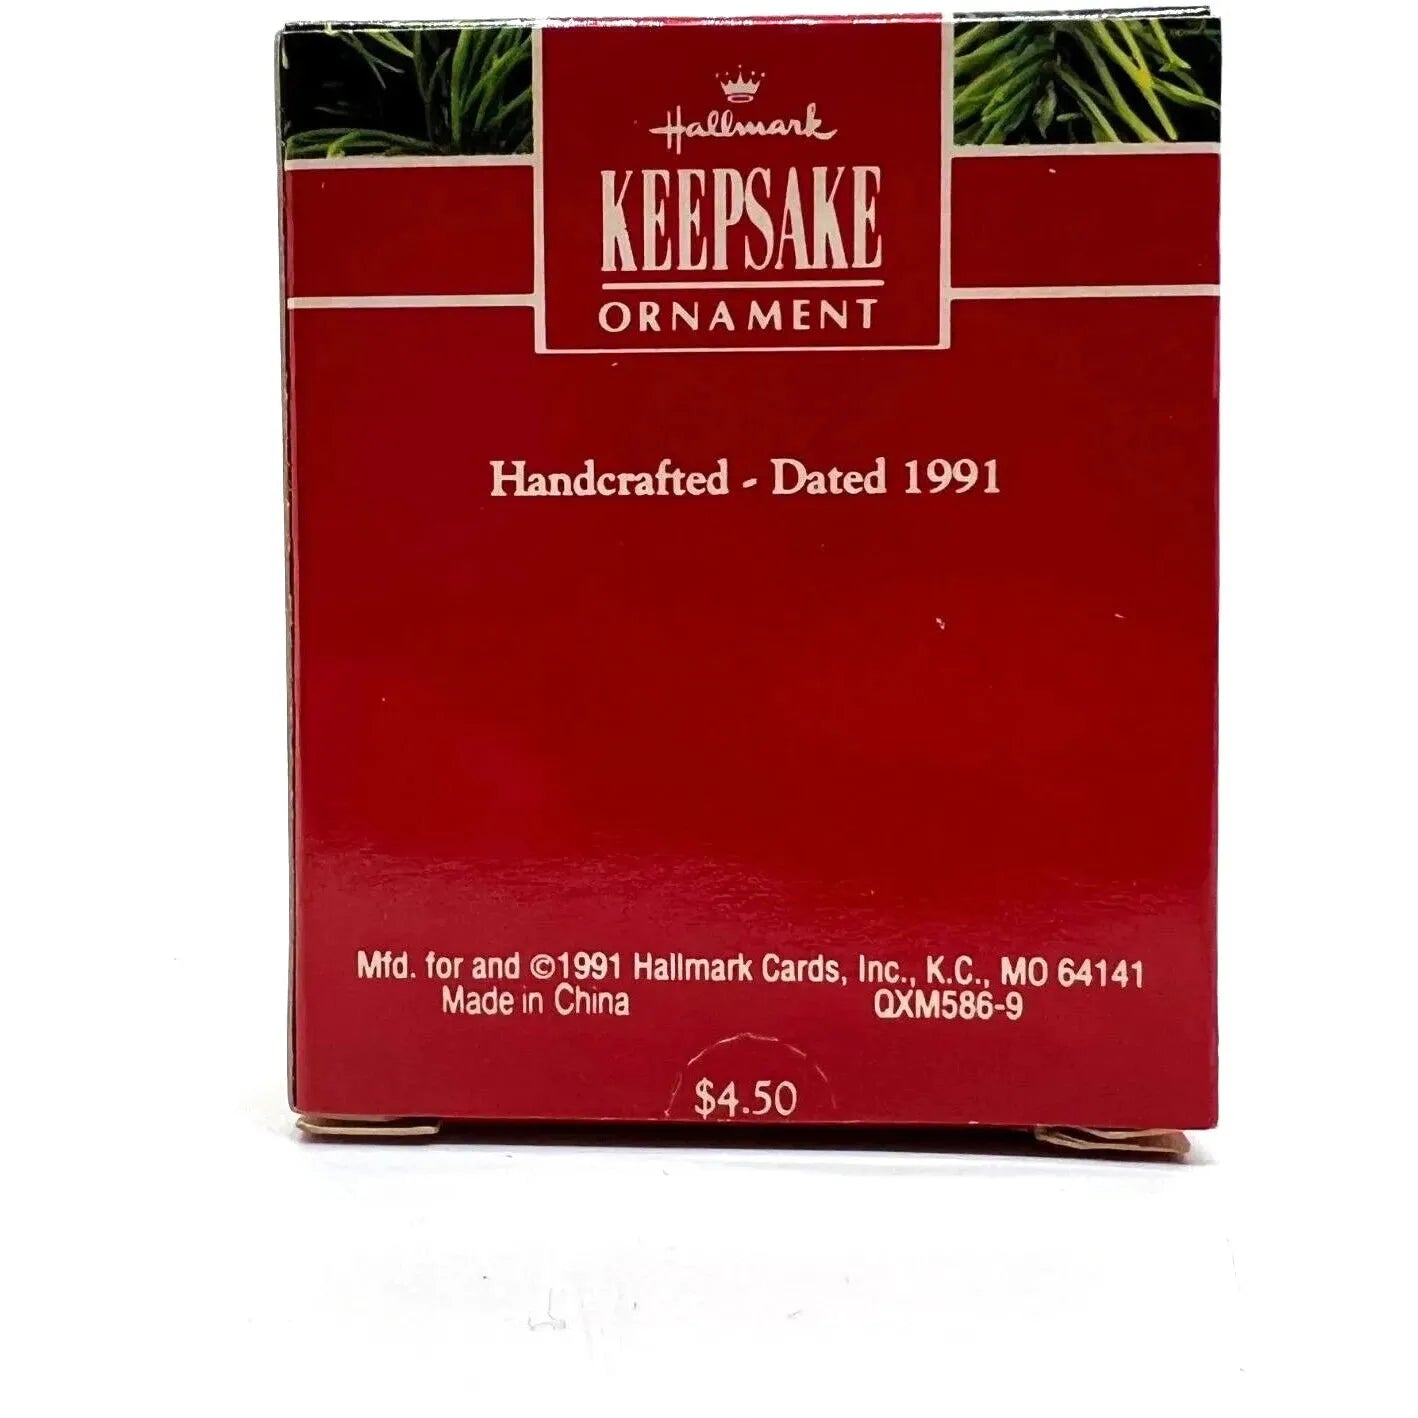 Hallmark
KEEPSAKE
ORNAMENT
Handcrafted - Dated 1991
Mfd. for and ©1991 Hallmark Cards, Inc., K.C., MO 64141
Made in China QXM586-9
$4.50